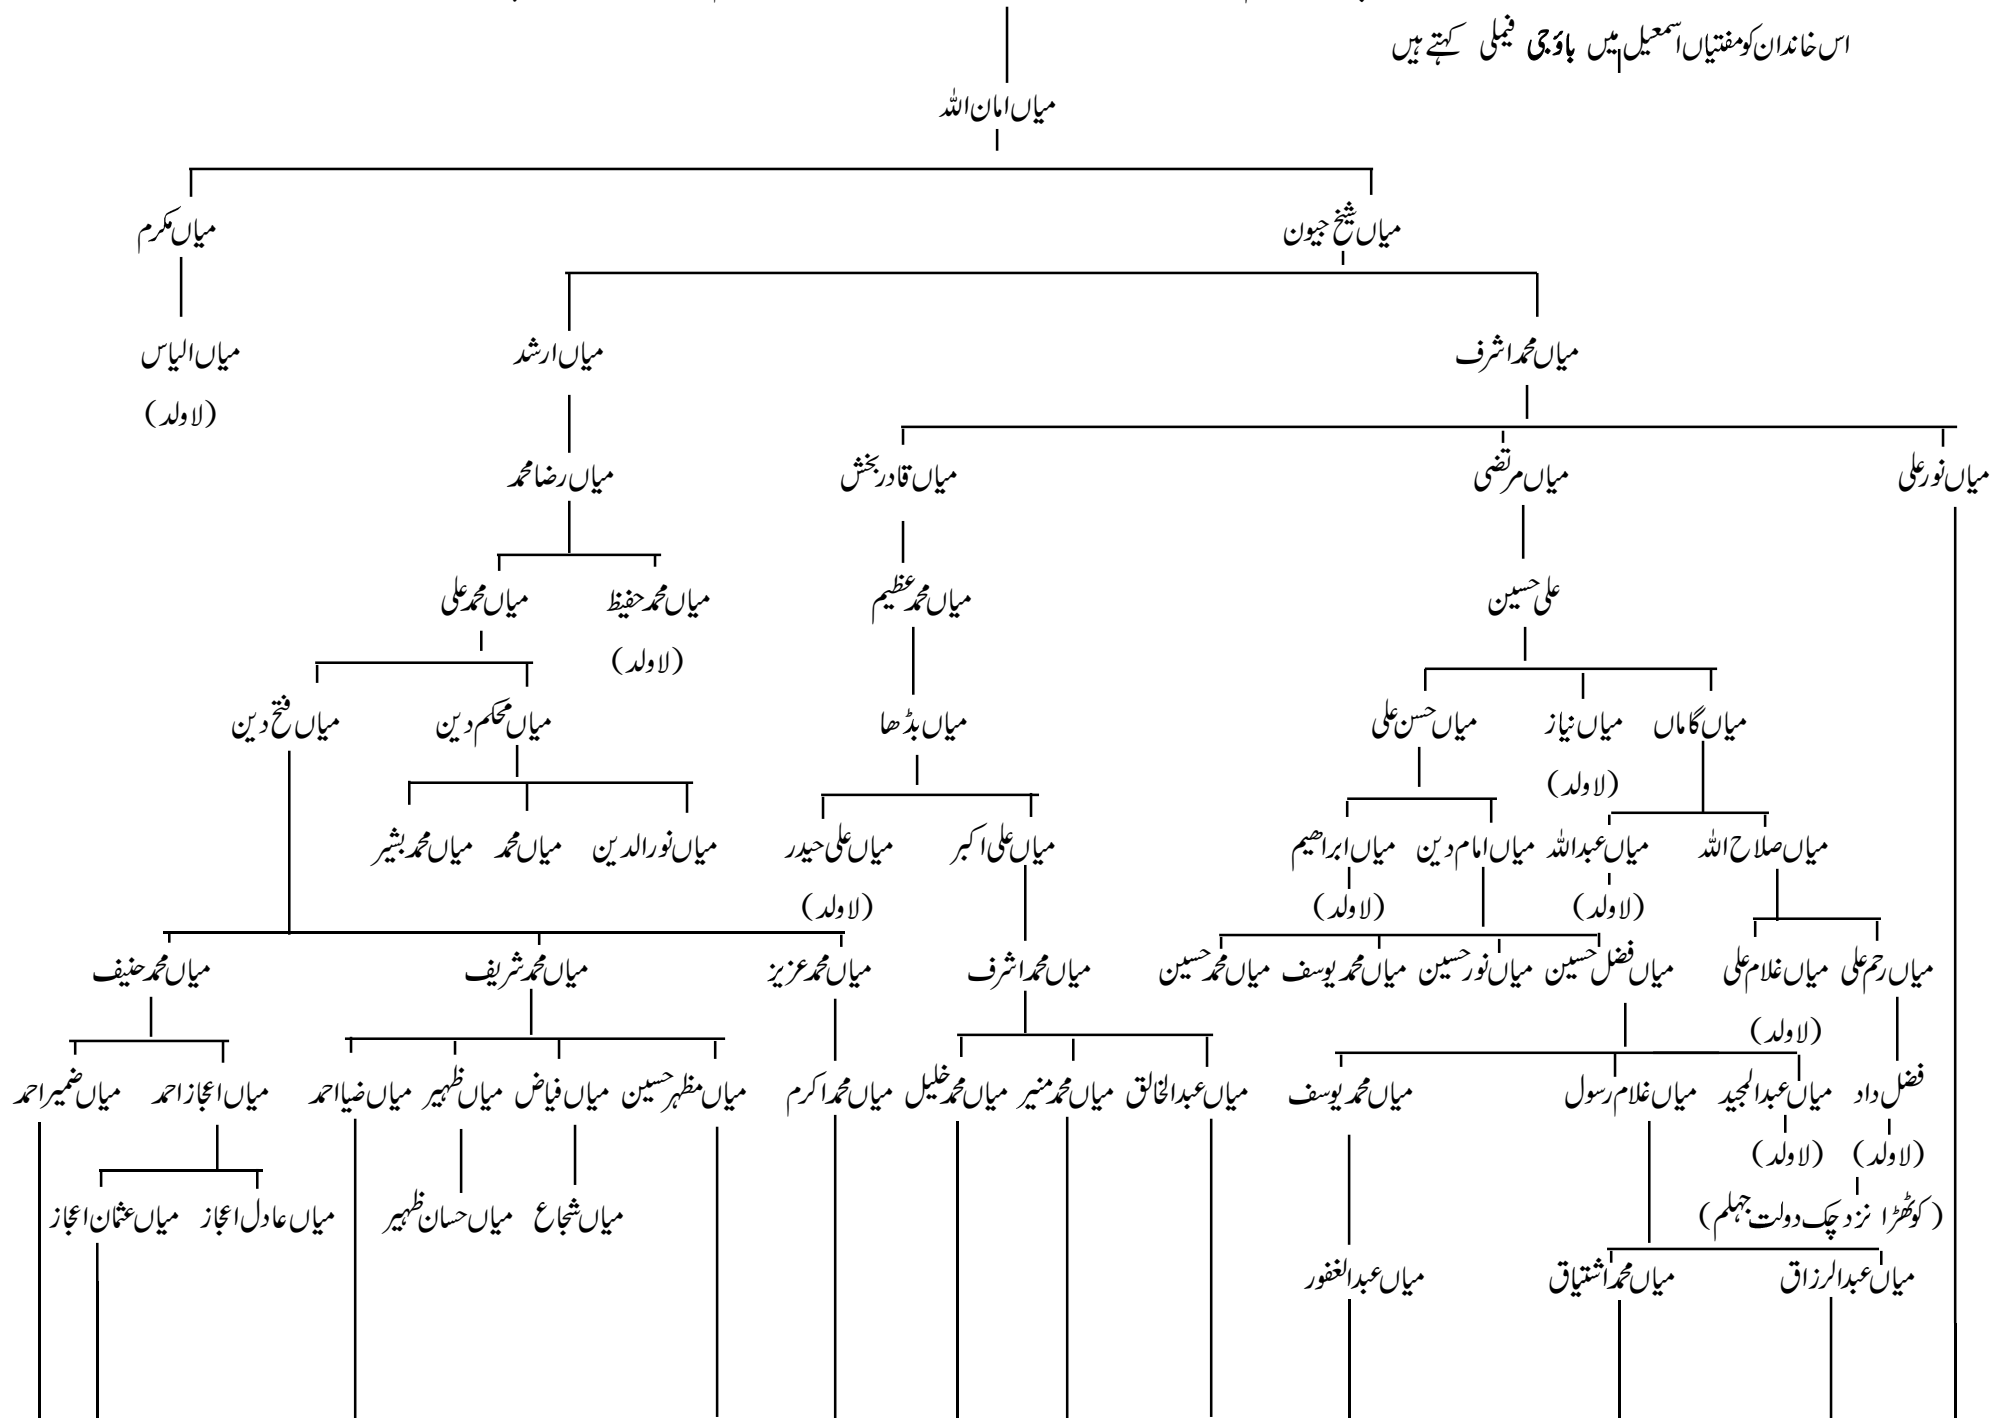 اس خاندان کو مفتیاں اسمعیل میں باؤجی فیملی کہتے ہیں
میاں امان اللہ
میاں شیخ جیون میاں مکرم
میاں محمد اشرف میاں ارشد میاں الیاس
(لاولد)
میاں نور علی میاں مرتضی میاں قادر بخش میاں رضا محمد
علی حسین میاں محمد عظیم میاں محمد حفیظ میاں محمد علی
(لاولد)
میاں گاماں میاں نیاز میاں حسن علی میاں بڈھا میاں محکم دین میاں فتح دین
(لاولد)
میاں صلاح اللہ میاں عبداللہ میاں امام دین میاں ابراھیم میاں علی اکبر میاں علی حیدر میاں نور الدین میاں محمد میاں محمد بشیر
(لاولد) (لاولد) (لاولد)
میاں رحم علی میاں غلام علی میاں فضل حسین میاں نور حسین میاں محمد یوسف میاں محمد حسین میاں محمد اشرف میاں محمد عزیز میاں محمد شریف میاں محمد حنیف
(لاولد)
فضل داد میاں عبدالمجید میاں غلام رسول میاں محمد یوسف میاں عبدالخالق میاں محمد منیر میاں محمد خلیل میاں محمد اکرم میاں مظہر حسین میاں فیاض میاں ظہیر میاں ضیا احمد میاں اعجاز احمد میاں ضمیر احمد
(لاولد) (لاولد)
(کوٹھڑا نزد چک دولت جہلم) میاں شجاع میاں حسان ظہیر میاں عادل اعجاز میاں عثمان اعجاز
میاں عبدالرزاق میاں محمد اشتیاق میاں عبدالغفور